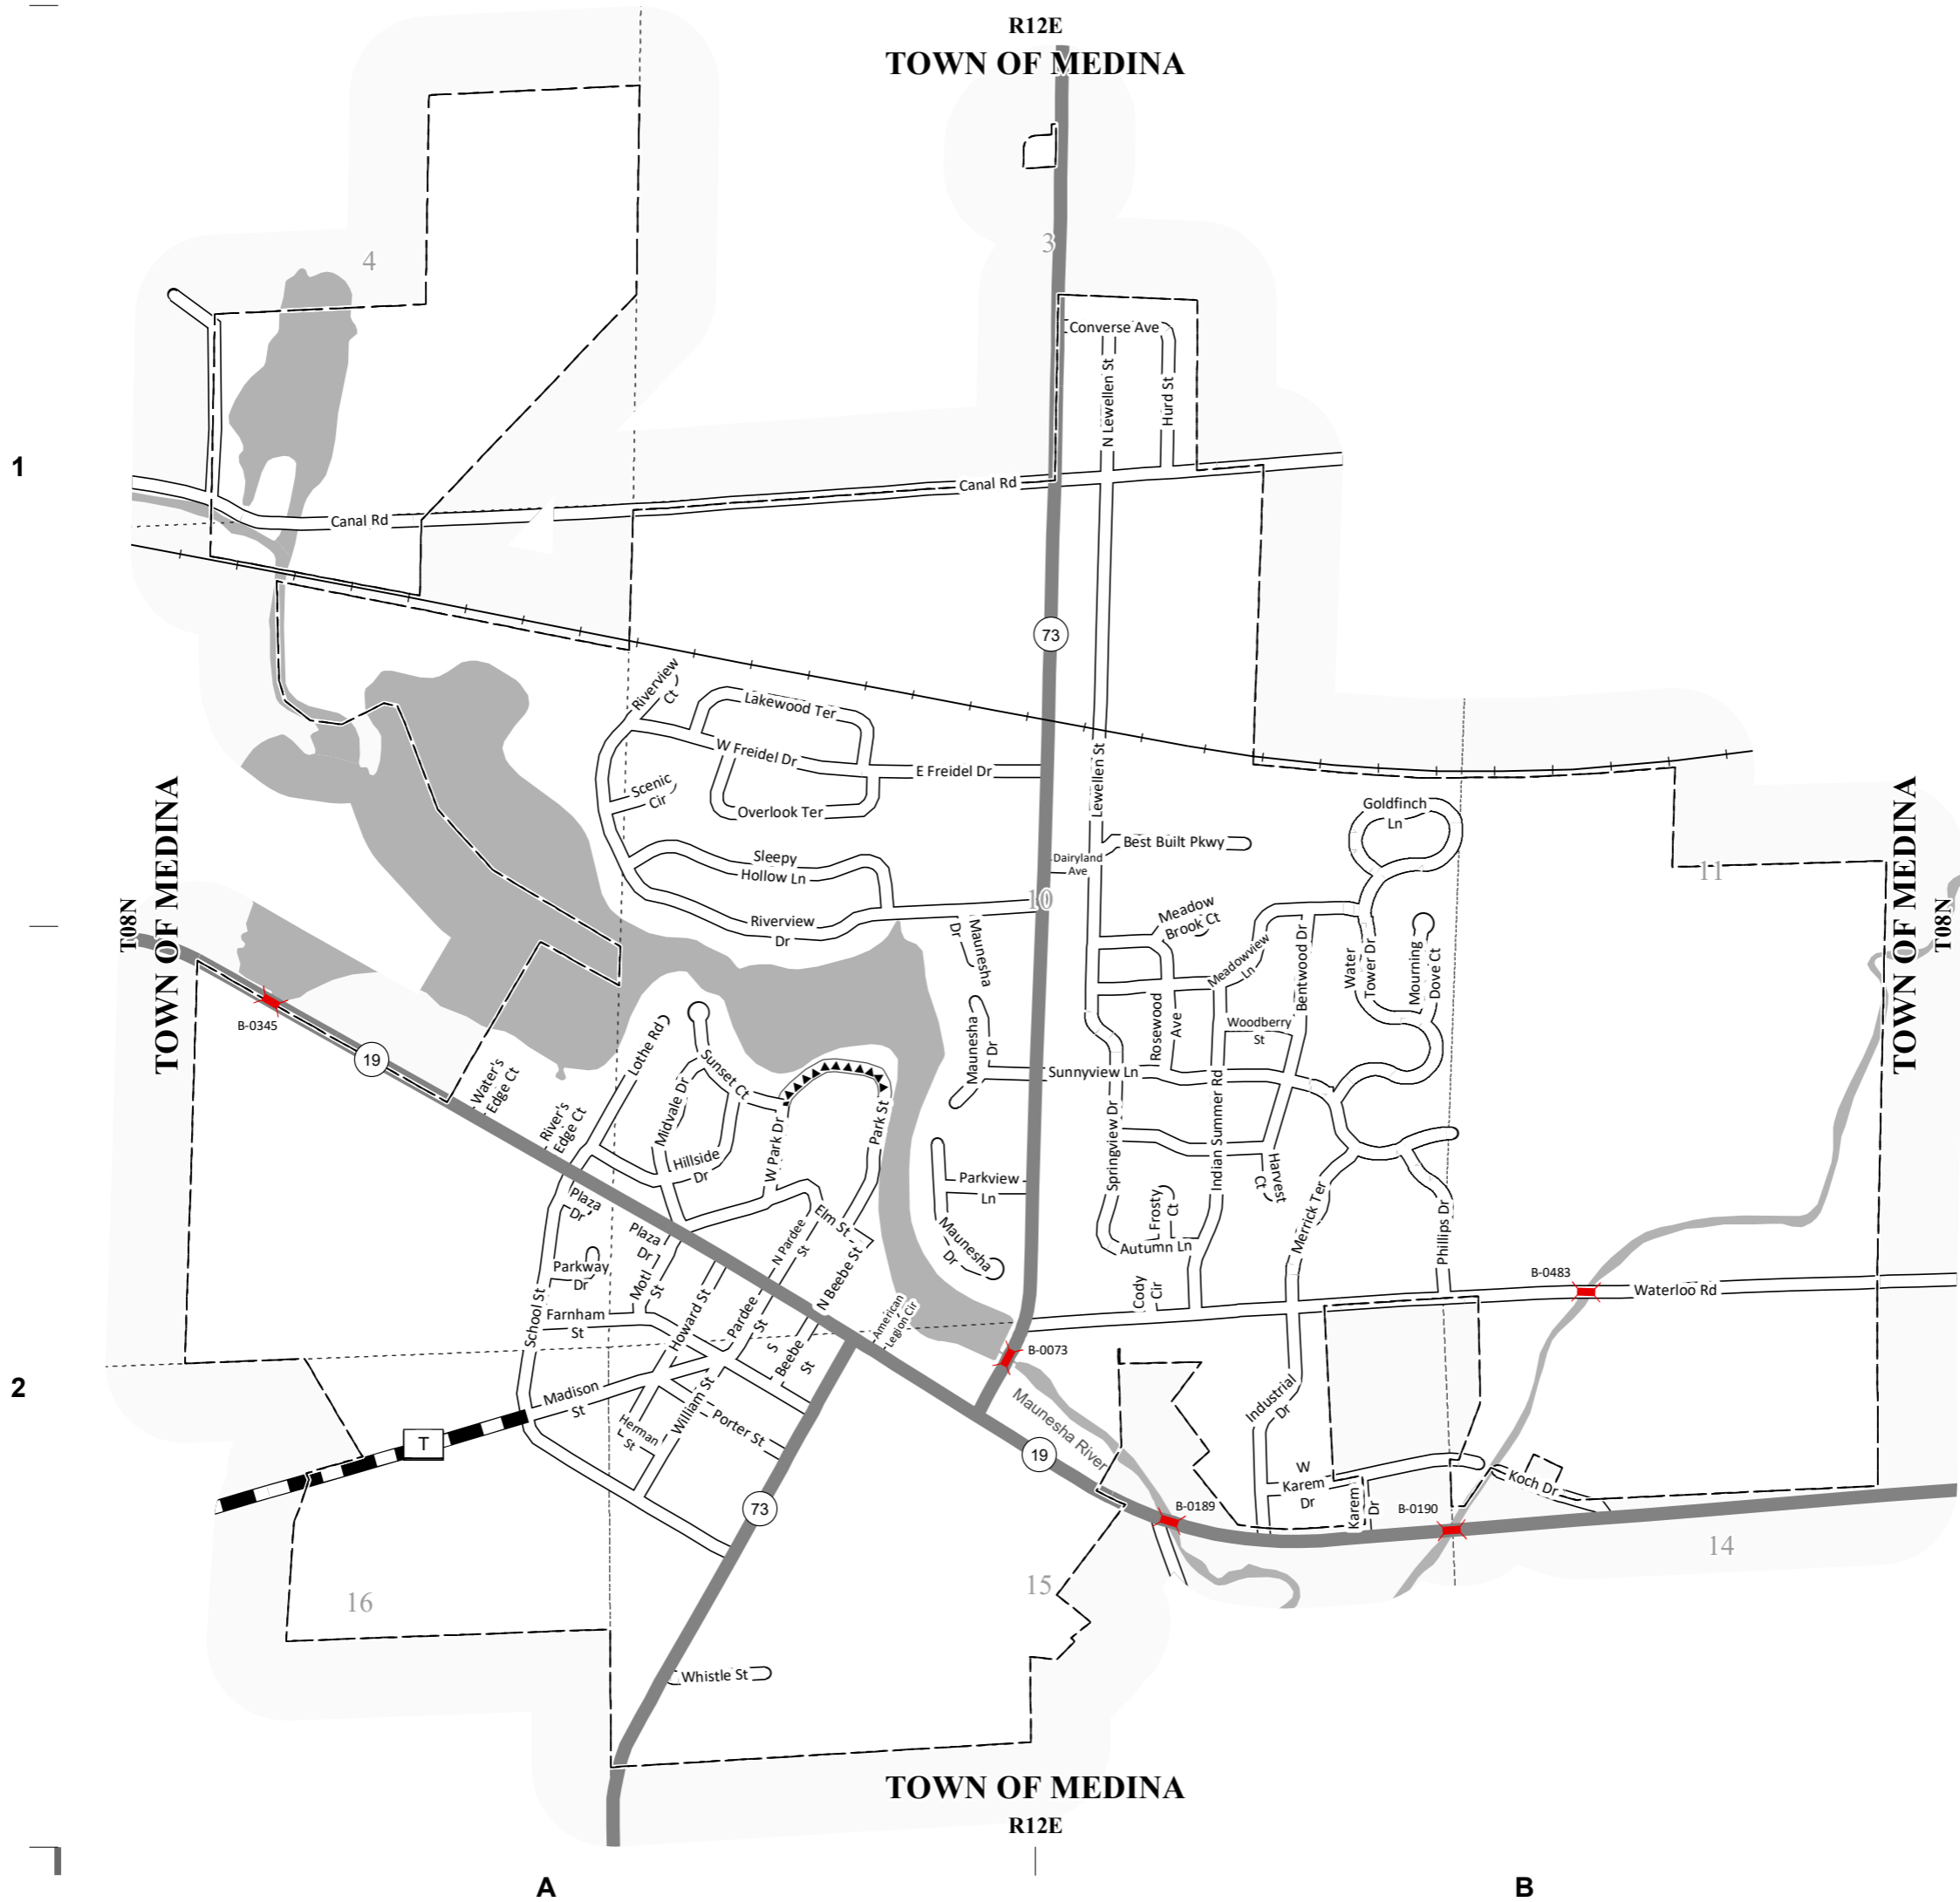 R12E
TOWN OF MEDINA
3
4
Converse Ave
N Lewellen St
Hurd St
1
Canal Rd
Canal Rd
73
Riverview
Ct
Lakewood Ter
W Freidel Dr
E Freidel Dr
Lewellen St
Scenic
Cir
Overlook Ter
Goldfinch
Ln
Best Built Pkwy
Dairyland
Ave
Sleepy
Hollow Ln
11
10
TOWN OF MEDINA
T08N
TOWN OF MEDINA
T08N
Riverview
Dr
Maunesha
Dr
Meadow
Brook Ct
Meadowview
Ln
Bentwood Dr
Water
Tower Dr
Mourning
Dove Ct
B-0345
19
Rosewood
Ave
Woodberry
St
Maunesha
Dr
Sunnyview Ln
Water's
Edge Ct
River's
Edge Ct
Lothe Rd
Sunset Ct
Midvale Dr
Hillside
Dr
W Park Dr
Park St
Springview Dr
Indian Summer Rd
Harvest
Ct
Parkview
Ln
Plaza
Dr
Plaza
Dr
Elm St
N Pardee
St
Maunesha
Dr
Frosty
Ct
Autumn Ln
Merrick Ter
Phillips Dr
Parkway
Dr
Motl
St
N Beebe St
Cody
Cir
B-0483
Waterloo Rd
School St
Farnham
St
Howard St
Pardee
St
S
Beebe
St
American
Legion Cir
B-0073
2
Madison
St
Herman
St
William St
Porter St
T
Maunesha River
19
Industrial
Dr
W
Karem
Dr
Karem
Dr
Koch Dr
B-0189
B-0190
73
14
15
16
Whistle St
TOWN OF MEDINA
R12E
A
B